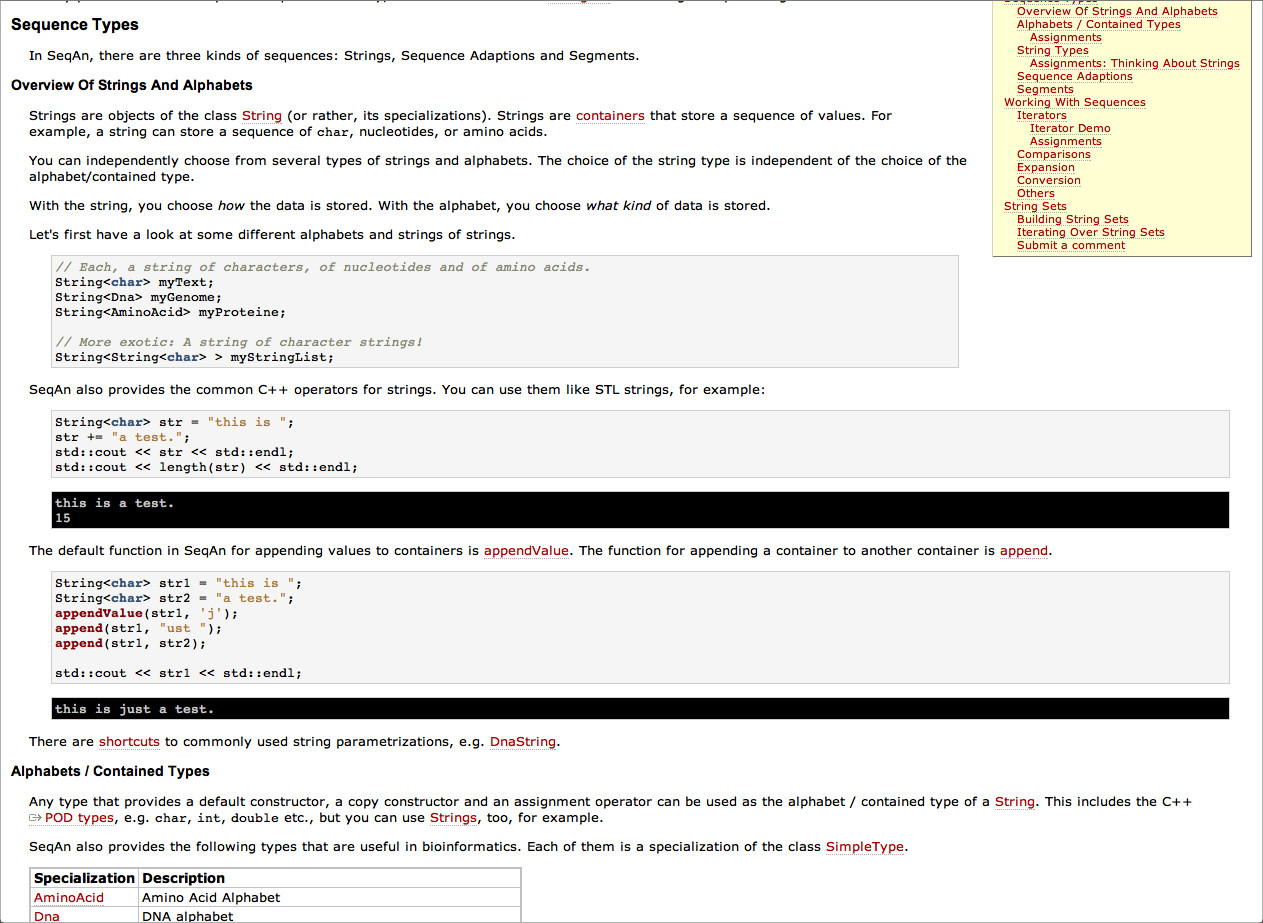 Sequence Types
In SeqAn, there are three kinds of sequences: Strings, Sequence Adaptions and Segments.
Overview Of Strings And Alphabets
Strings are objects of the class String (or rather, its specializations). Strings are containers that store a sequence of values. For
example, a string can store a sequence of char, nucleotides, or amino acids.
You can independently choose from several types of strings and alphabets. The choice of the string type is independent of the choice of the
alphabet/contained type.
With the string, you choose how the data is stored. With the alphabet, you choose what kind of data is stored.
Let's first have a look at some different alphabets and strings of strings.
// Each, a string of characters, of nucleotides and of amino acids.
String<char> myText;
String<Dna> myGenome;
String<AminoAcid> myProteine;
// More exotic: A string of character strings!
String<String<char> > myStringList;
SeqAn also provides the common C++ operators for strings. You can use them like STL strings, for example:
String<char> str = "this is ";
str += "a test.";
std::cout << str << std::endl;
std::cout << length(str) << std::endl;
this is a test.
15
The default function in SeqAn for appending values to containers is appendValue. The function for appending a container to another container is append.
String<char> str1 = "this is ";
String<char> str2 = "a test.";
appendValue(str1, 'j');
append(str1, "ust ");
append(str1, str2);
std::cout << str1 << std::endl;
this is just a test.
There are shortcuts to commonly used string parametrizations, e.g. DnaString.
Alphabets / Contained Types
Any type that provides a default constructor, a copy constructor and an assignment operator can be used as the alphabet / contained type of a String. This includes the C++
POD types, e.g. char, int, double etc., but you can use Strings, too, for example.
SeqAn also provides the following types that are useful in bioinformatics. Each of them is a specialization of the class SimpleType.
Specialization Description
AminoAcid Amino Acid Alphabet
Dna DNA alphabet
Overview Of Strings And Alphabets
Alphabets / Contained Types
Assignments
String Types
Assignments: Thinking About Strings
Sequence Adaptions
Segments
Working With Sequences
Iterators
Iterator Demo
Assignments
Comparisons
Expansion
Conversion
Others
String Sets
Building String Sets
Iterating Over String Sets
Submit a comment